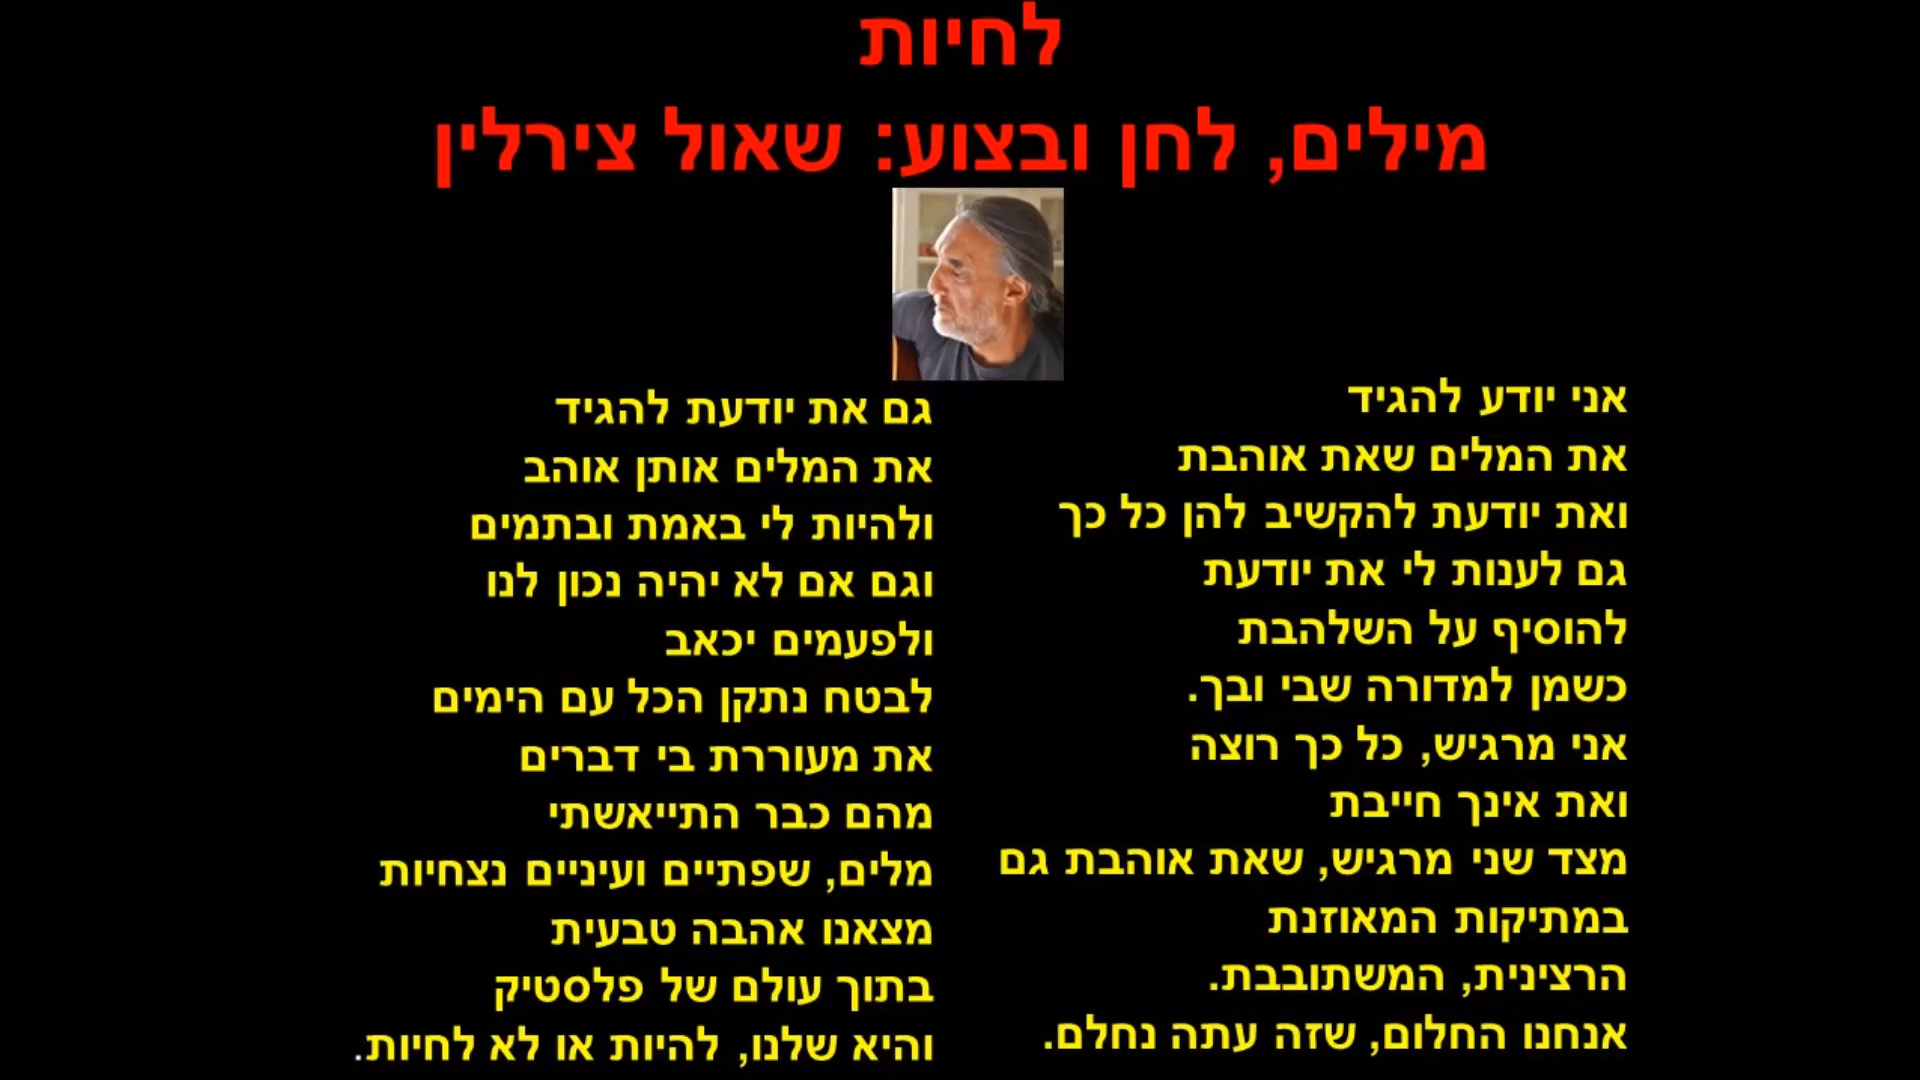 לחיות
מילים, לחן ובצוע: שאול צירלין
אני יודע להגיד
את המלים שאת אוהבת
ואת יודעת להקשיב להן כל כך
גם לענות לי את יודעת
להוסיף על השלהבת
כשמן למדורה שבי ובך.
אני מרגיש, כל כך רוצה
ואת אינך חייבת
מצד שני מרגיש, שאת אוהבת גם
במתיקות המאוזנת
הרצינית, המשתובבת.
אנחנו החלום, שזה עתה נחלם.
גם את יודעת להגיד
את המלים אותן אוהב
ולהיות לי באמת ובתמים
וגם אם לא יהיה נכון לנו
ולפעמים יכאב
לבטח נתקן הכל עם הימים
את מעוררת בי דברים
מהם כבר התייאשתי
מלים, שפתיים ועיניים נצחיות
מצאנו אהבה טבעית
בתוך עולם של פלסטיק
והיא שלנו, להיות או לא לחיות.